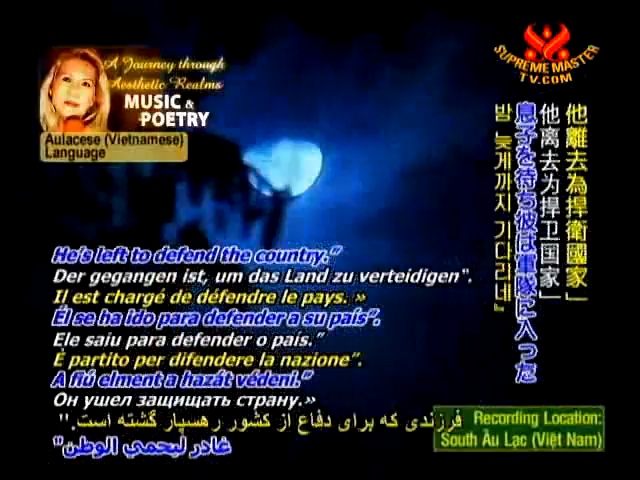 A Journey through
Aesthetic Realms
MUSIC &
POETRY
Aulacese (Vietnamese)
Language
SUPREME MASTER
TV.COM
他離去為捍衛國家」
他离去为捍卫国家」
息子を待ち彼は軍隊に入った
밤 늦게까지 기다리네』
He's left to defend the country."
Der gegangen ist, um das Land zu verteidigen“.
Il est chargé de défendre le pays. »
Él se ha ido para defender a su país”.
Ele saiu para defender o país.”
È partito per difendere la nazione”.
A fiú elment a hazát védeni.”
Он ушел защищать страну.»
فرزندی که برای دفاع از کشور رهسپار گشته است."
غادر ليحمي الوطن"
Recording Location:
South Âu Lạc (Việt Nam)